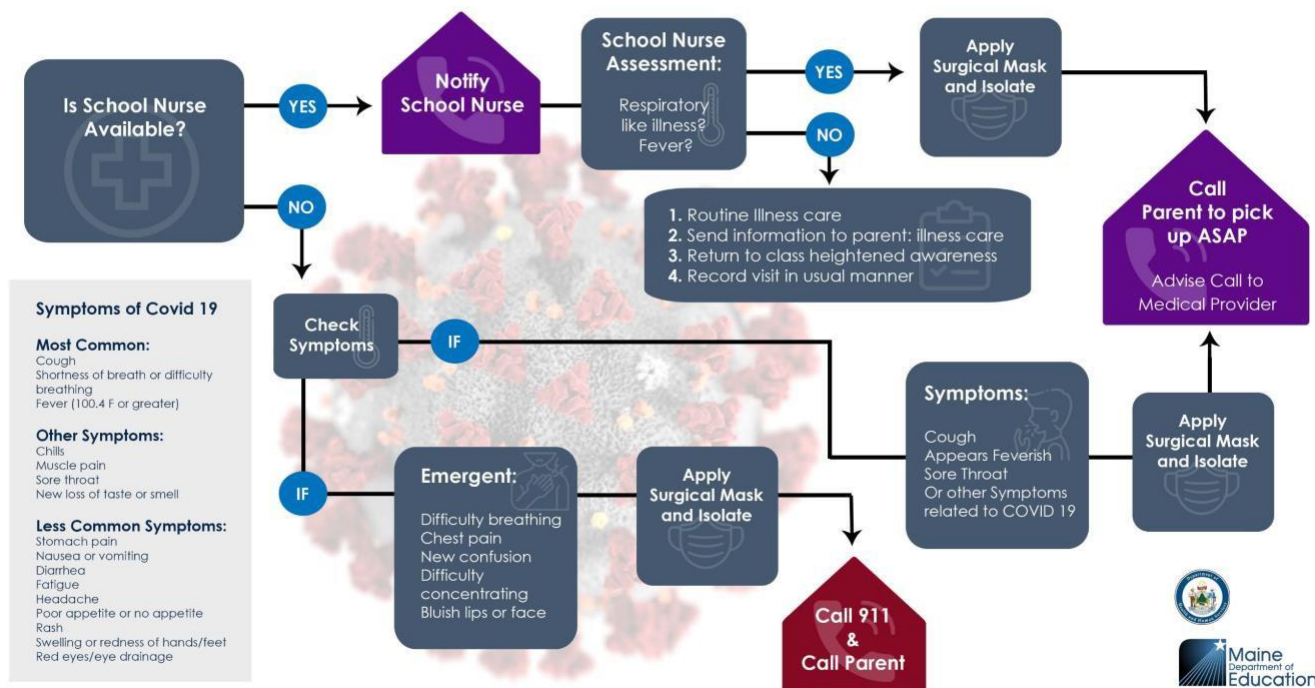 Is School Nurse
Available?
YES
Notify
School Nurse
School Nurse
Assessment:
Respiratory
like illness?
Fever?
YES
Apply
Surgical Mask
and Isolate
NO
1. Routine Illness care
2. Send information to parent: illness care
3. Return to class heightened awareness
4. Record visit in usual manner
Call
Parent to pick
up ASAP
Advise Call to
Medical Provider
NO
Check
Symptoms
IF
Symptoms:
Cough
Appears Feverish
Sore Throat
Or other Symptoms
related to COVID 19
Apply
Surgical Mask
and Isolate
IF
Emergent:
Difficulty breathing
Chest pain
New confusion
Difficulty
concentrating
Bluish lips or face
Apply
Surgical Mask
and Isolate
Call 911
&
Call Parent
Symptoms of Covid 19
Most Common:
Cough
Shortness of breath or difficulty
breathing
Fever (100.4 F or greater)
Other Symptoms:
Chills
Muscle pain
Sore throat
New loss of taste or smell
Less Common Symptoms:
Stomach pain
Nausea or vomiting
Diarrhea
Fatigue
Headache
Poor appetite or no appetite
Rash
Swelling or redness of hands/feet
Red eyes/eye drainage
Maine
Department of
Education